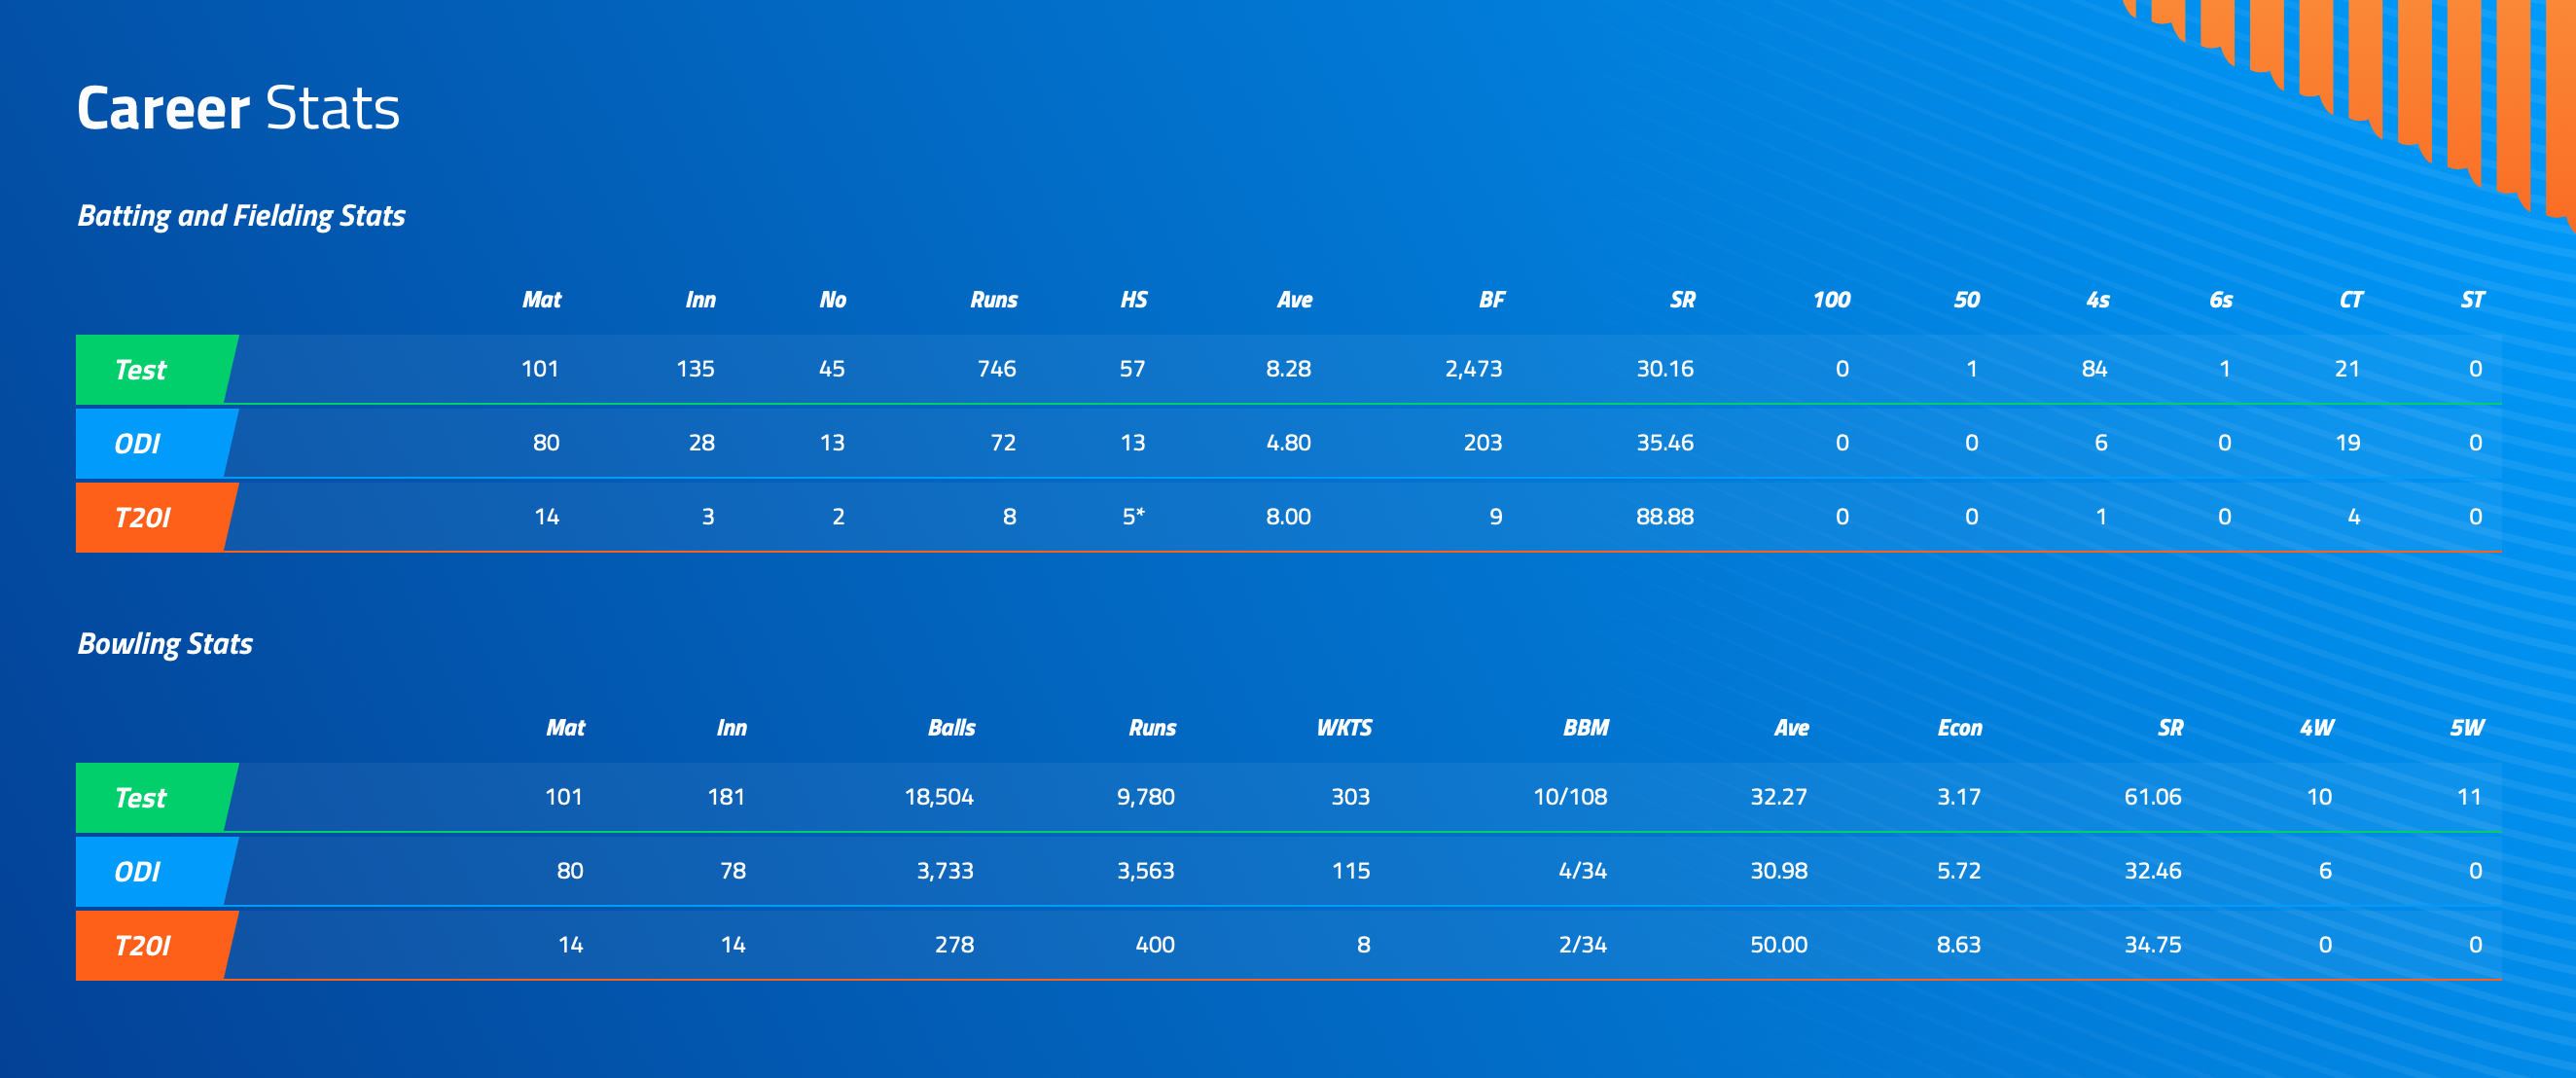 Career Stats
Batting and Fielding Stats
Mat Inn No Runs HS Ave BF SR 100 50 4s 6s CT ST
Test 101 135 45 746 57 8.28 2,473 30.16 0 1 84 1 21 0
ODI 80 28 13 72 13 4.80 203 35.46 0 0 6 0 19 0
T20I 14 3 2 8 5* 8.00 9 88.88 0 0 1 0 4 0
Bowling Stats
Mat Inn Balls Runs WKTS BBM Ave Econ SR 4W 5W
Test 101 181 18,504 9,780 303 10/108 32.27 3.17 61.06 10 11
ODI 80 78 3,733 3,563 115 4/34 30.98 5.72 32.46 6 0
T20I 14 14 278 400 8 2/34 50.00 8.63 34.75 0 0